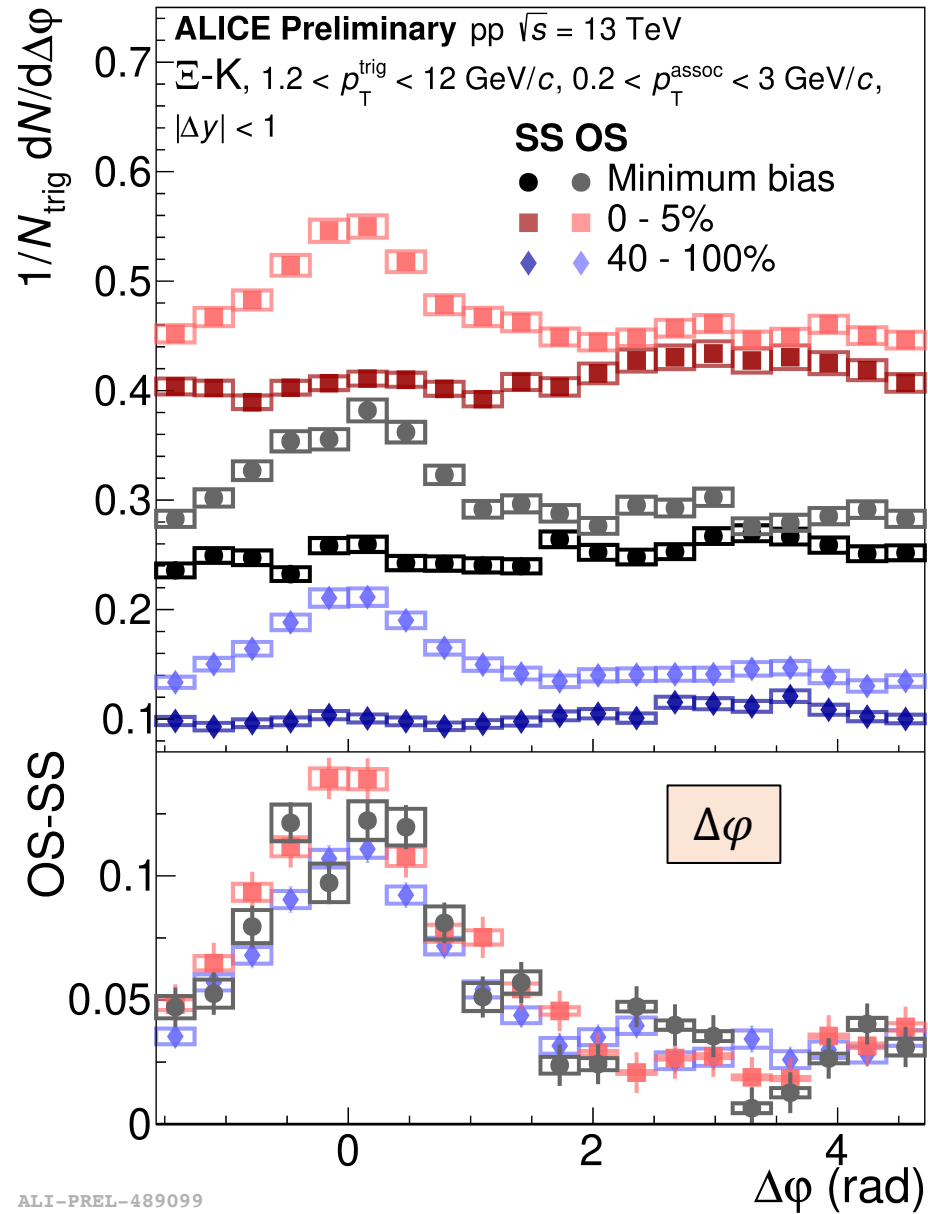 ALICE Preliminary pp √s = 13 TeV
Ξ-K, 1.2 < p_T^trig < 12 GeV/c, 0.2 < p_T^assoc < 3 GeV/c,
|Δy| < 1
SS OS
Minimum bias
0 - 5%
40 - 100%
1/N_trig dN/dΔφ
0.7
0.6
0.5
0.4
0.3
0.2
0.1
OS-SS
Δφ
0.1
0.05
0
0 2 4
Δφ (rad)
ALI-PREL-489099